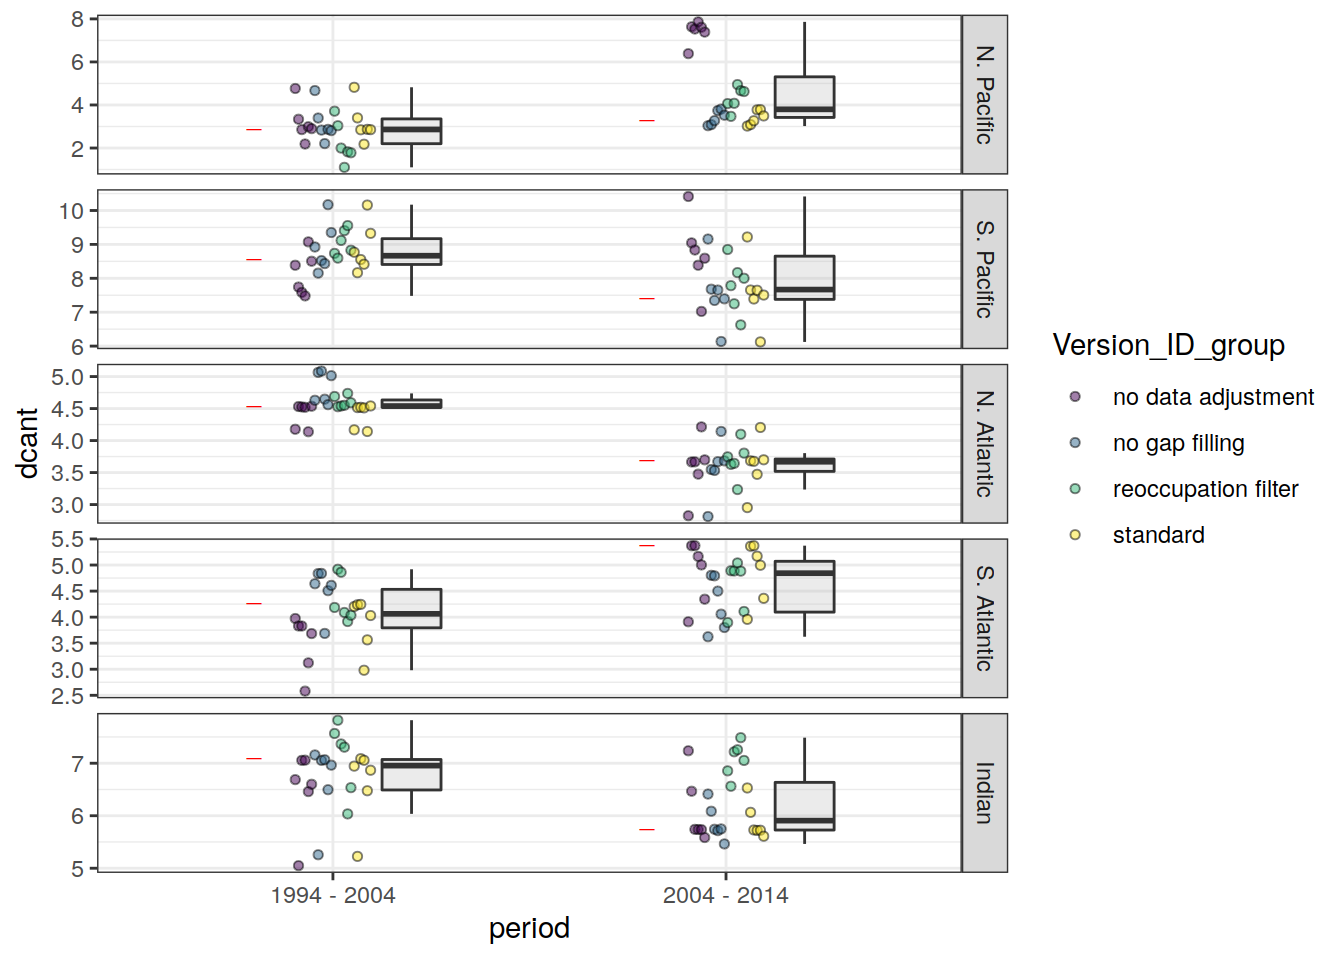 8
6
4
2
N. Pacific
10
9
8
7
6
S. Pacific
5.0
4.5
4.0
3.5
3.0
N. Atlantic
5.5
5.0
4.5
4.0
3.5
3.0
2.5
S. Atlantic
7
6
5
Indian
dcant
1994 - 2004
2004 - 2014
period
Version_ID_group
no data adjustment
no gap filling
reoccupation filter
standard